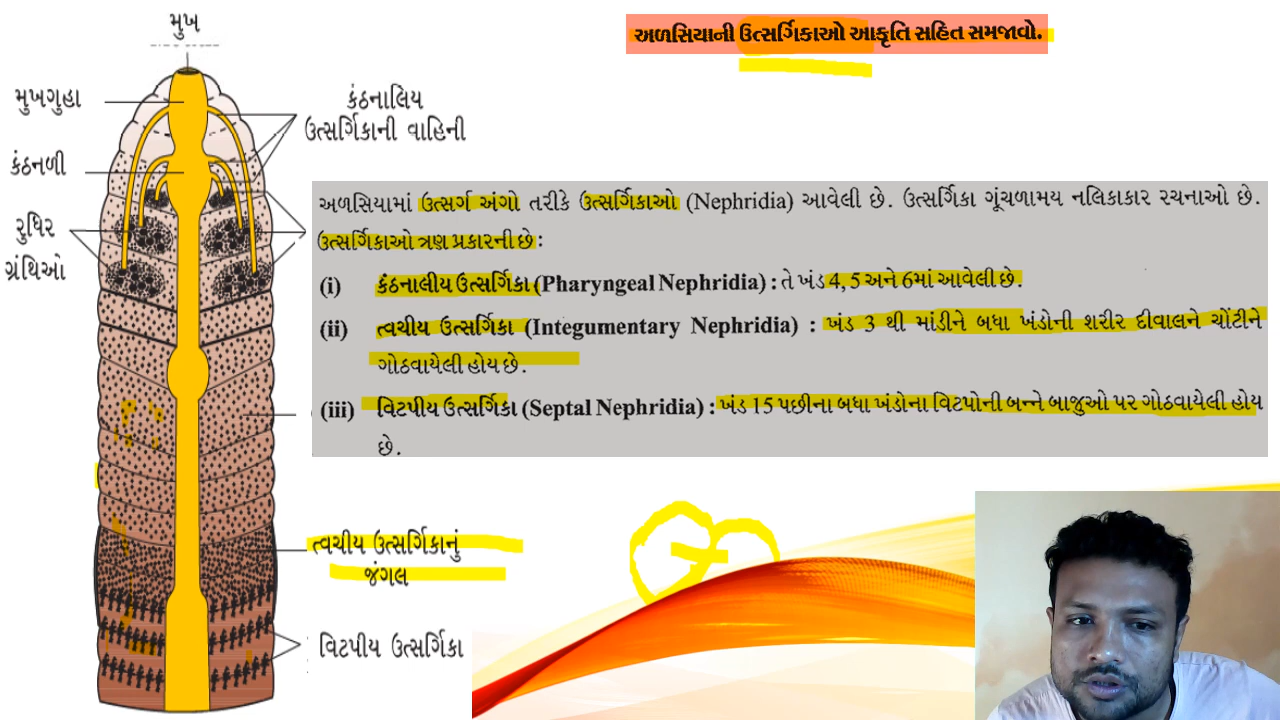 અળસિયાની ઉત્સર્ગિકાઓ આકૃતિ સહિત સમજાવો.
મુખ
મુખગુહા
કંઠનાલિય
ઉત્સર્ગિકાની વાહિની
કંઠનળી
રુધિર
ગ્રંથિઓ
અળસિયામાં ઉત્સર્ગ અંગો તરીકે ઉત્સર્ગિકાઓ (Nephridia) આવેલી છે. ઉત્સર્ગિકા ગૂંચળામય નલિકાકાર રચનાઓ છે.
ઉત્સર્ગિકાઓ ત્રણ પ્રકારની છે :
(i) કંઠનાલીય ઉત્સર્ગિકા (Pharyngeal Nephridia) : તે ખંડ 4, 5 અને 6માં આવેલી છે.
(ii) ત્વચીય ઉત્સર્ગિકા (Integumentary Nephridia) : ખંડ 3 થી માંડીને બધા ખંડોની શરીર દીવાલને ચોંટીને
ગોઠવાયેલી હોય છે.
(iii) વિટપીય ઉત્સર્ગિકા (Septal Nephridia) : ખંડ 15 પછીના બધા ખંડોના વિટપોની બન્ને બાજુઓ પર ગોઠવાયેલી હોય
છે.
ત્વચીય ઉત્સર્ગિકાનું
જંગલ
વિટપીય ઉત્સર્ગિકા